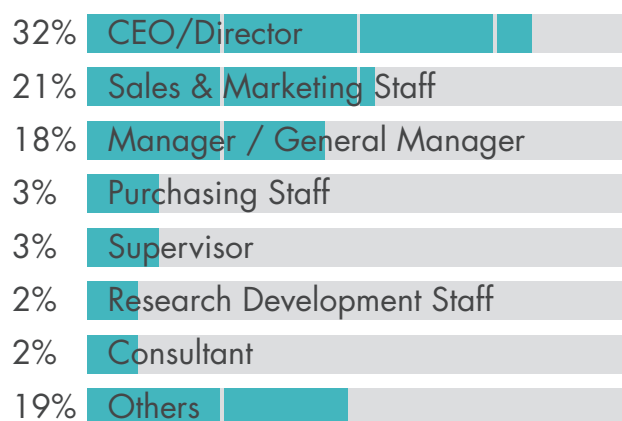 32% CEO/Director
21% Sales & Marketing Staff
18% Manager / General Manager
3% Purchasing Staff
3% Supervisor
2% Research Development Staff
2% Consultant
19% Others